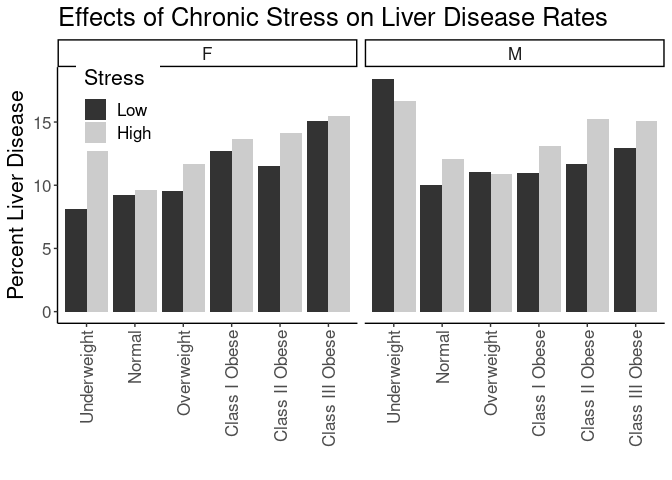 Effects of Chronic Stress on Liver Disease Rates
F
M
Stress
Low
High
Percent Liver Disease
15
10
5
0
Underweight
Normal
Overweight
Class I Obese
Class II Obese
Class III Obese
Underweight
Normal
Overweight
Class I Obese
Class II Obese
Class III Obese